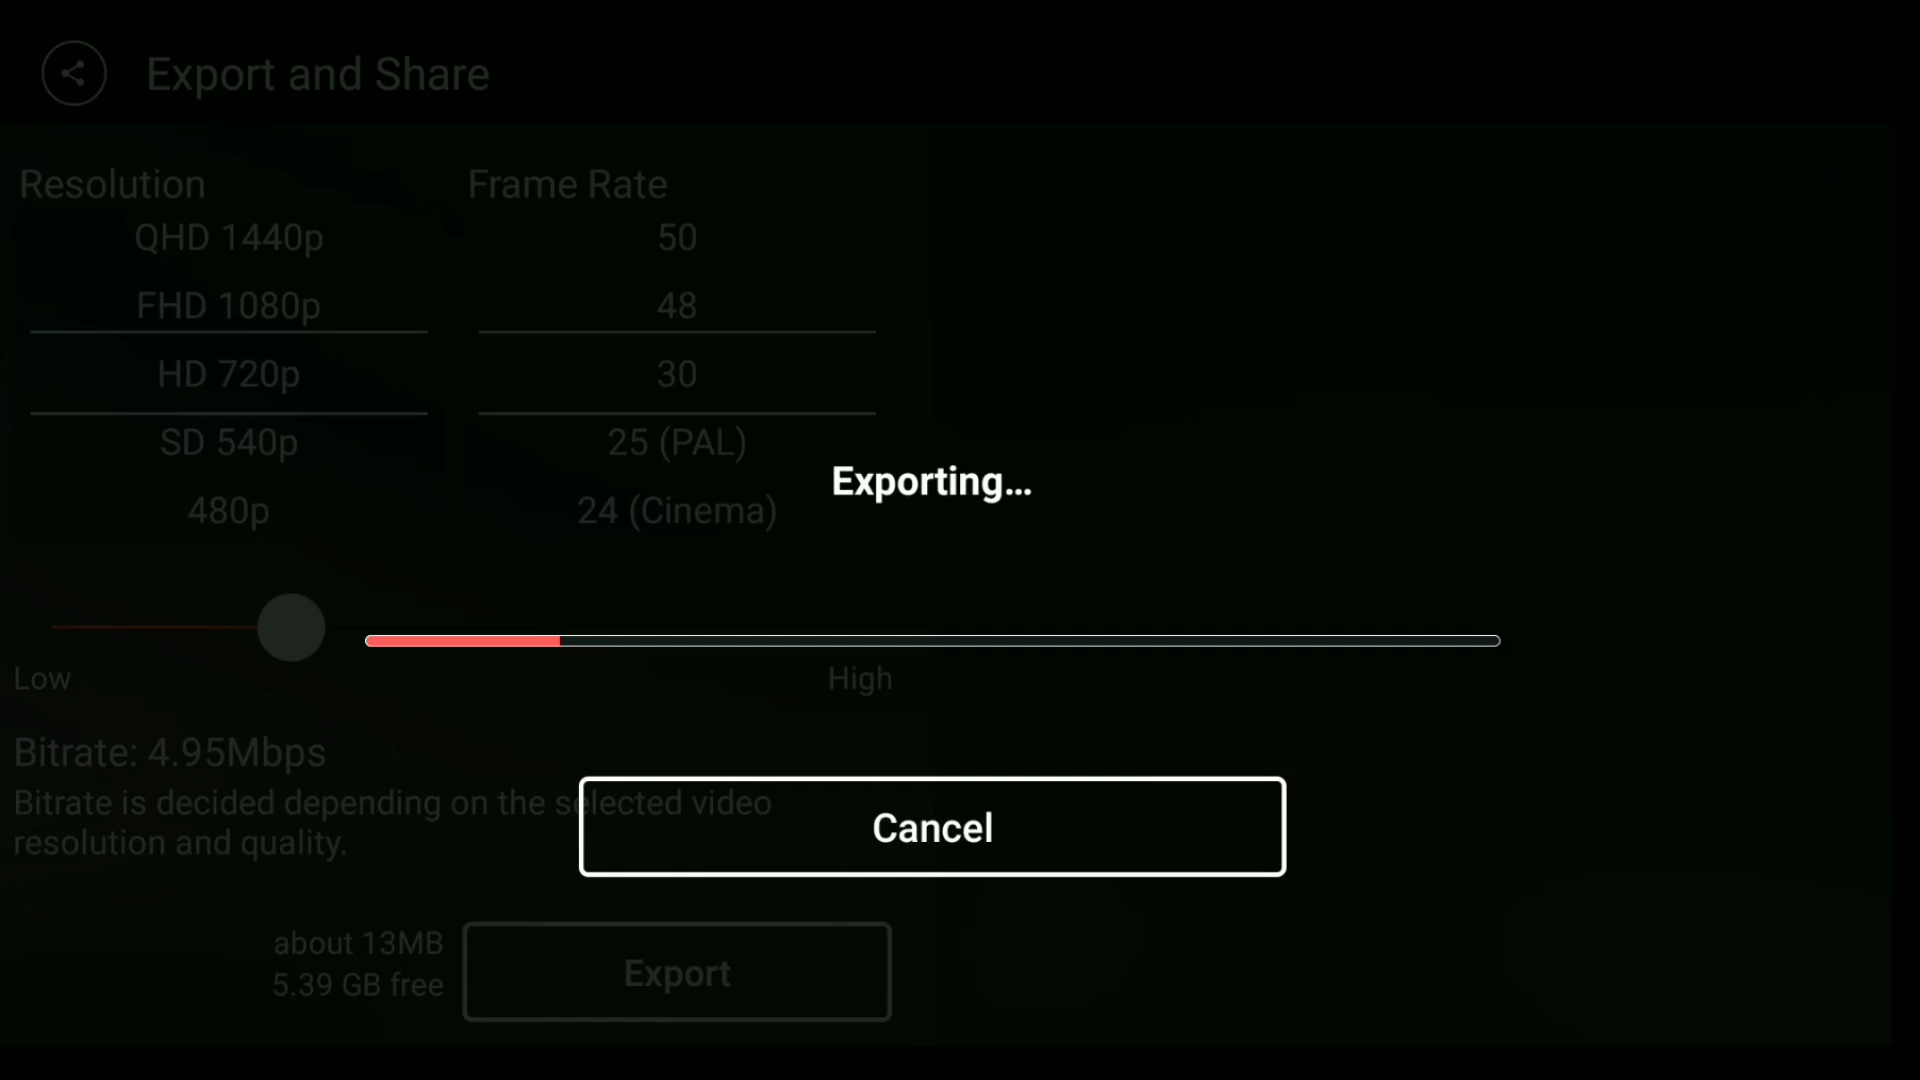 Export and Share
Resolution
QHD 1440p
FHD 1080p
HD 720p
SD 540p
480p
Frame Rate
50
48
30
25 (PAL)
24 (Cinema)
Exporting...
Low
High
Bitrate: 4.95Mbps
Bitrate is decided depending on the selected video
resolution and quality.
Cancel
about 13MB
5.39 GB free
Export